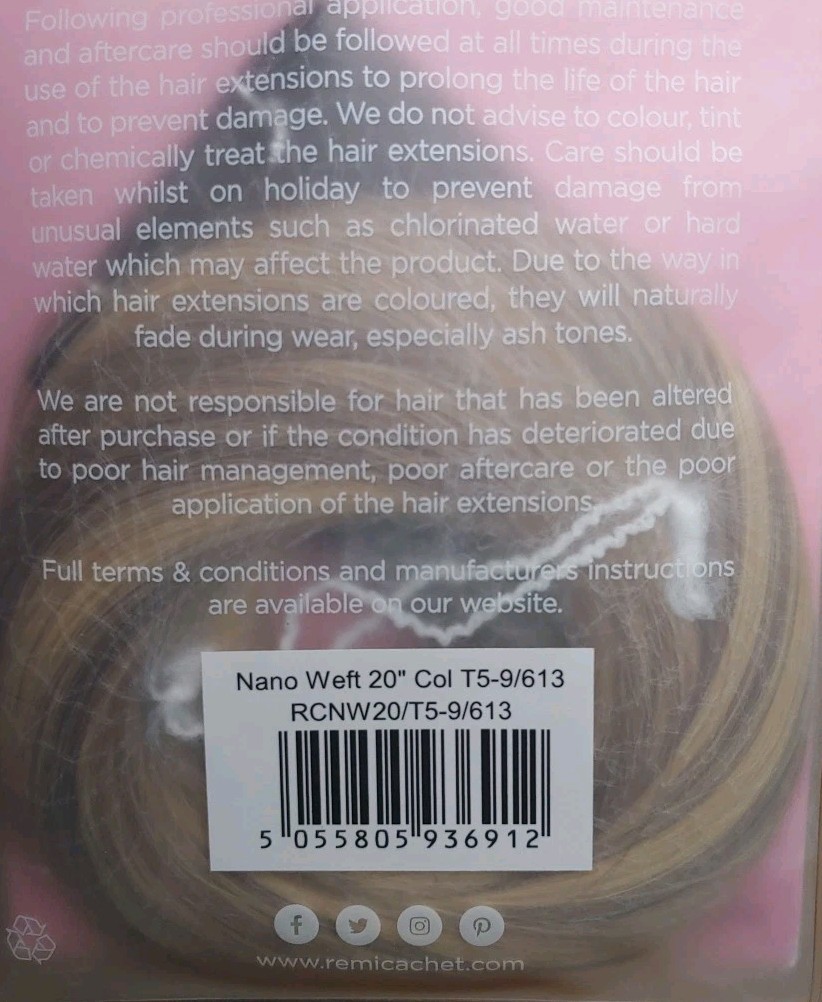 Following professional application, good maintenance
and aftercare should be followed at all times during the
use of the hair extensions to prolong the life of the hair
and to prevent damage. We do not advise to colour, tint
or chemically treat the hair extensions. Care should be
taken whilst on holiday to prevent damage from
unusual elements such as chlorinated water or hard
water which may affect the product. Due to the way in
which hair extensions are coloured, they will naturally
fade during wear, especially ash tones.
We are not responsible for hair that has been altered
after purchase or if the condition has deteriorated due
to poor hair management, poor aftercare or the poor
application of the hair extensions.
Full terms & conditions and manufacturers instructions
are available on our website.
Nano Weft 20" Col T5-9/613
RCNW20/T5-9/613
5 055805 936912
www.remicachet.com